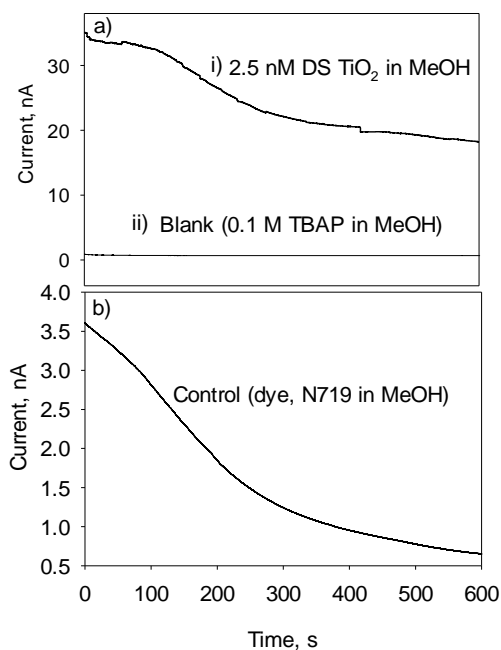 a)
i) 2.5 nM DS TiO₂ in MeOH
ii) Blank (0.1 M TBAP in MeOH)
Current, nA
30
20
10
0
b)
Control (dye, N719 in MeOH)
Current, nA
4.0
3.5
3.0
2.5
2.0
1.5
1.0
0.5
0 100 200 300 400 500 600
Time, s